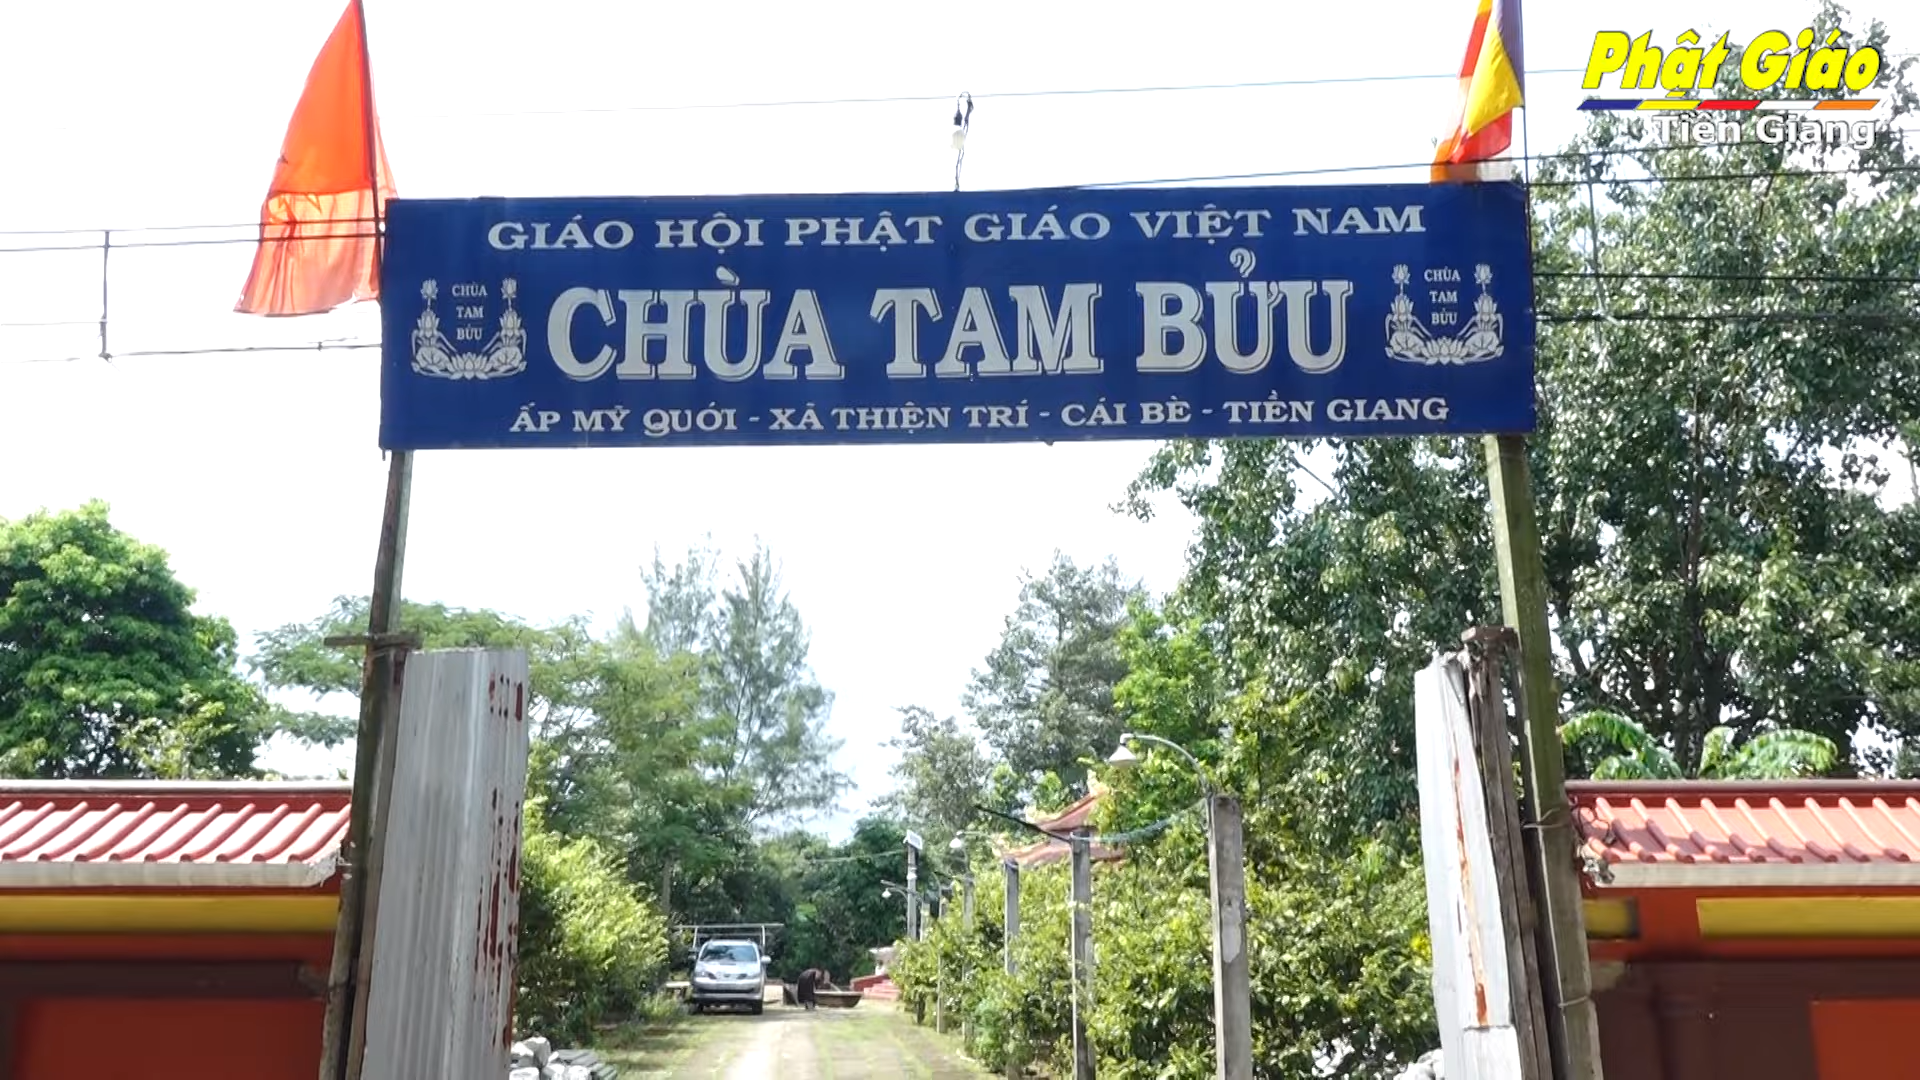 Phật Giáo
Tiền Giang
GIÁO HỘI PHẬT GIÁO VIỆT NAM
CHÙA
TAM
BỬU
CHÙA TAM BỬU
CHÙA
TAM
BỬU
ẤP MỸ QUỚI - XÃ THIỆN TRÍ - CÁI BÈ - TIỀN GIANG